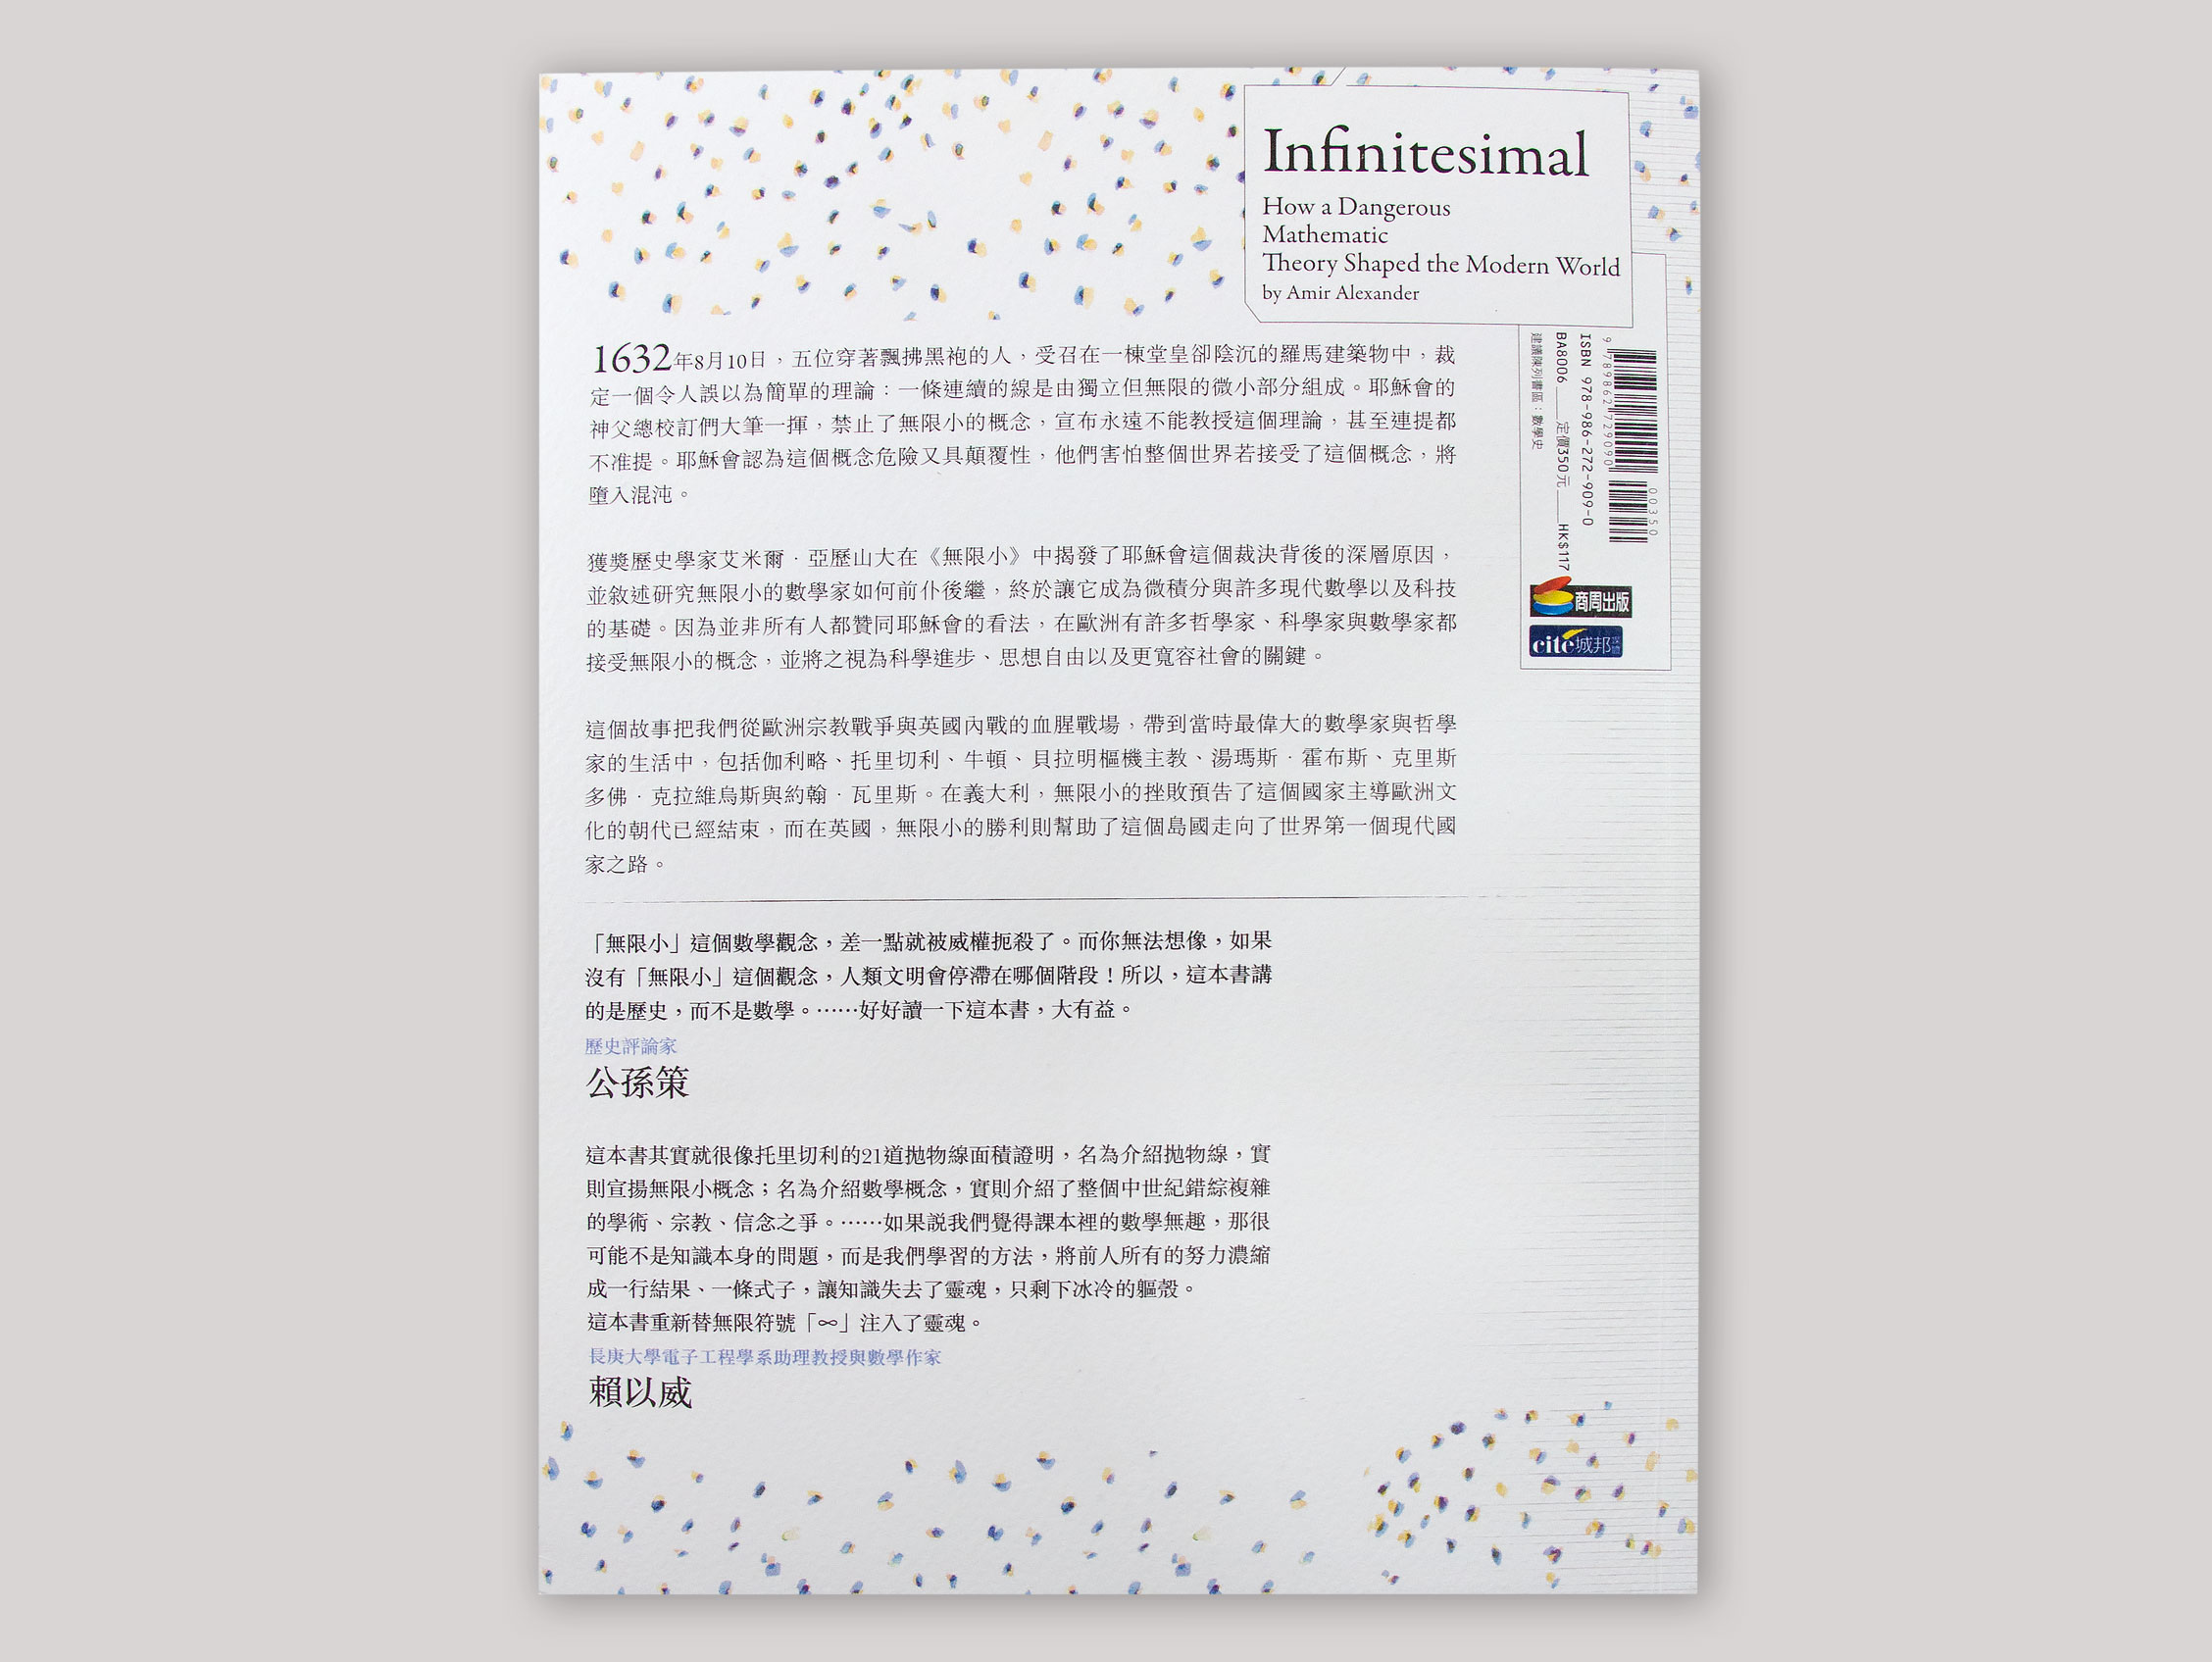 Infinitesimal
How a Dangerous
Mathematic
Theory Shaped the Modern World
by Amir Alexander
1632年8月10日，五位穿著飄拂黑袍的人，受召在一棟堂皇卻陰沉的羅馬建築物中，裁
定一個令人誤以為簡單的理論：一條連續的線是由獨立但無限的微小部分組成。耶穌會的
神父總校訂們大筆一揮，禁止了無限小的概念，宣布永遠不能教授這個理論，甚至連提都
不准提。耶穌會認為這個概念危險又具顛覆性，他們害怕整個世界若接受了這個概念，將
墮入混沌。
獲獎歷史學家艾米爾．亞歷山大在《無限小》中揭發了耶穌會這個裁決背後的深層原因，
並敘述研究無限小的數學家如何前仆後繼，終於讓它成為微積分與許多現代數學以及科技
的基礎。因為並非所有人都贊同耶穌會的看法，在歐洲有許多哲學家、科學家與數學家都
接受無限小的概念，並將之視為科學進步、思想自由以及更寬容社會的關鍵。
這個故事把我們從歐洲宗教戰爭與英國內戰的血腥戰場，帶到當時最偉大的數學家與哲學
家的生活中，包括伽利略、托里切利、牛頓、貝拉明樞機主教、湯瑪斯．霍布斯、克里斯
多佛．克拉維烏斯與約翰．瓦里斯。在義大利，無限小的挫敗預告了這個國家主導歐洲文
化的朝代已經結束，而在英國，無限小的勝利則幫助了這個島國走向了世界第一個現代國
家之路。
「無限小」這個數學觀念，差一點就被威權扼殺了。而你無法想像，如果
沒有「無限小」這個觀念，人類文明會停滯在哪個階段！所以，這本書講
的是歷史，而不是數學。……好好讀一下這本書，大有益。
歷史評論家
公孫策
這本書其實就很像托里切利的21道拋物線面積證明，名為介紹拋物線，實
則宣揚無限小概念；名為介紹數學概念，實則介紹了整個中世紀錯綜複雜
的學術、宗教、信念之爭。……如果說我們覺得課本裡的數學無趣，那很
可能不是知識本身的問題，而是我們學習的方法，將前人所有的努力濃縮
成一行結果、一條式子，讓知識失去了靈魂，只剩下冰冷的軀殼。
這本書重新替無限符號「∞」注入了靈魂。
長庚大學電子工程學系助理教授與數學作家
賴以威
9 789862 729090
00350
ISBN 978-986-272-909-0
BA8006 定價350元 HK$117
建議陳列書區：數學史
商周出版
cité城邦